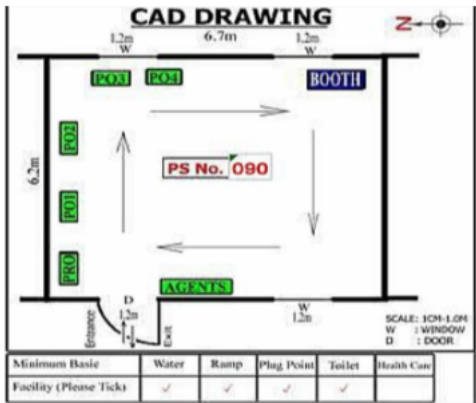 CAD DRAWING
6.7m
1.2m
W
1.2m
W
N
PO3
PO4
BOOTH
PO2
6.2m
PS No. 090
PO1
PRO
AGENTS
D
1.2m
Entrance
Exit
W
1.2m
SCALE: 1CM-1.0M
W : WINDOW
D : DOOR
Minimum Basic Facility (Please Tick)
Water
Ramp
Plug Point
Toilet
Health Care